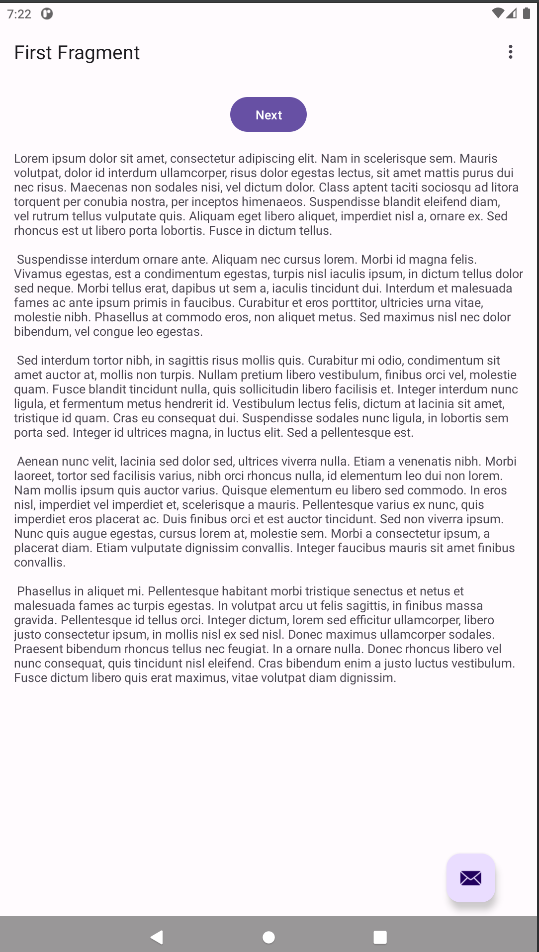 7:22
First Fragment
Next
Lorem ipsum dolor sit amet, consectetur adipiscing elit. Nam in scelerisque sem. Mauris
volutpat, dolor id interdum ullamcorper, risus dolor egestas lectus, sit amet mattis purus dui
nec risus. Maecenas non sodales nisi, vel dictum dolor. Class aptent taciti sociosqu ad litora
torquent per conubia nostra, per inceptos himenaeos. Suspendisse blandit eleifend diam,
vel rutrum tellus vulputate quis. Aliquam eget libero aliquet, imperdiet nisl a, ornare ex. Sed
rhoncus est ut libero porta lobortis. Fusce in dictum tellus.
Suspendisse interdum ornare ante. Aliquam nec cursus lorem. Morbi id magna felis.
Vivamus egestas, est a condimentum egestas, turpis nisl iaculis ipsum, in dictum tellus dolor
sed neque. Morbi tellus erat, dapibus ut sem a, iaculis tincidunt dui. Interdum et malesuada
fames ac ante ipsum primis in faucibus. Curabitur et eros porttitor, ultricies urna vitae,
molestie nibh. Phasellus at commodo eros, non aliquet metus. Sed maximus nisl nec dolor
bibendum, vel congue leo egestas.
Sed interdum tortor nibh, in sagittis risus mollis quis. Curabitur mi odio, condimentum sit
amet auctor at, mollis non turpis. Nullam pretium libero vestibulum, finibus orci vel, molestie
quam. Fusce blandit tincidunt nulla, quis sollicitudin libero facilisis et. Integer interdum nunc
ligula, et fermentum metus hendrerit id. Vestibulum lectus felis, dictum at lacinia sit amet,
tristique id quam. Cras eu consequat dui. Suspendisse sodales nunc ligula, in lobortis sem
porta sed. Integer id ultrices magna, in luctus elit. Sed a pellentesque est.
Aenean nunc velit, lacinia sed dolor sed, ultrices viverra nulla. Etiam a venenatis nibh. Morbi
laoreet, tortor sed facilisis varius, nibh orci rhoncus nulla, id elementum leo dui non lorem.
Nam mollis ipsum quis auctor varius. Quisque elementum eu libero sed commodo. In eros
nisl, imperdiet vel imperdiet et, scelerisque a mauris. Pellentesque varius ex nunc, quis
imperdiet eros placerat ac. Duis finibus orci et est auctor tincidunt. Sed non viverra ipsum.
Nunc quis augue egestas, cursus lorem at, molestie sem. Morbi a consectetur ipsum, a
placerat diam. Etiam vulputate dignissim convallis. Integer faucibus mauris sit amet finibus
convallis.
Phasellus in aliquet mi. Pellentesque habitant morbi tristique senectus et netus et
malesuada fames ac turpis egestas. In volutpat arcu ut felis sagittis, in finibus massa
gravida. Pellentesque id tellus orci. Integer dictum, lorem sed efficitur ullamcorper, libero
justo consectetur ipsum, in mollis nisl ex sed nisl. Donec maximus ullamcorper sodales.
Praesent bibendum rhoncus tellus nec feugiat. In a ornare nulla. Donec rhoncus libero vel
nunc consequat, quis tincidunt nisl eleifend. Cras bibendum enim a justo luctus vestibulum.
Fusce dictum libero quis erat maximus, vitae volutpat diam dignissim.